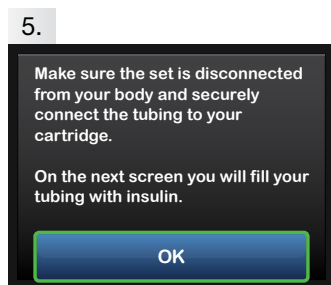 5.
Make sure the set is disconnected
from your body and securely
connect the tubing to your
cartridge.
On the next screen you will fill your
tubing with insulin.
OK